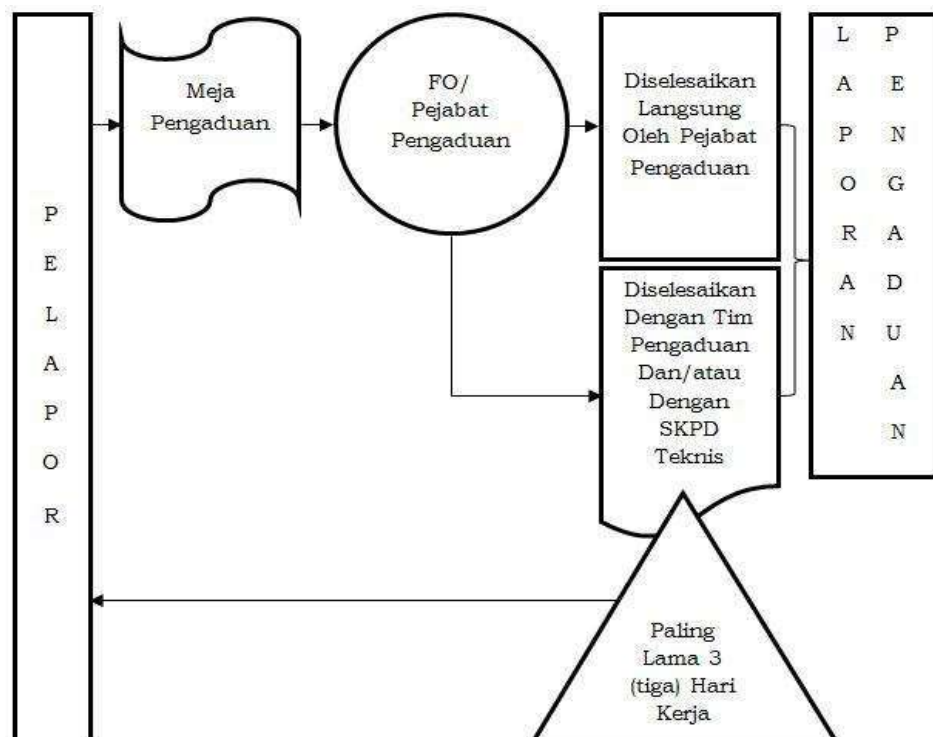 PELAPOR
Meja
Pengaduan
FO/
Pejabat
Pengaduan
Diselesaikan
Langsung
Oleh Pejabat
Pengaduan
Diselesaikan
Dengan Tim
Pengaduan
Dan/atau
Dengan
SKPD
Teknis
LAPORAN
PENGADUAN
Paling
Lama 3
(tiga) Hari
Kerja